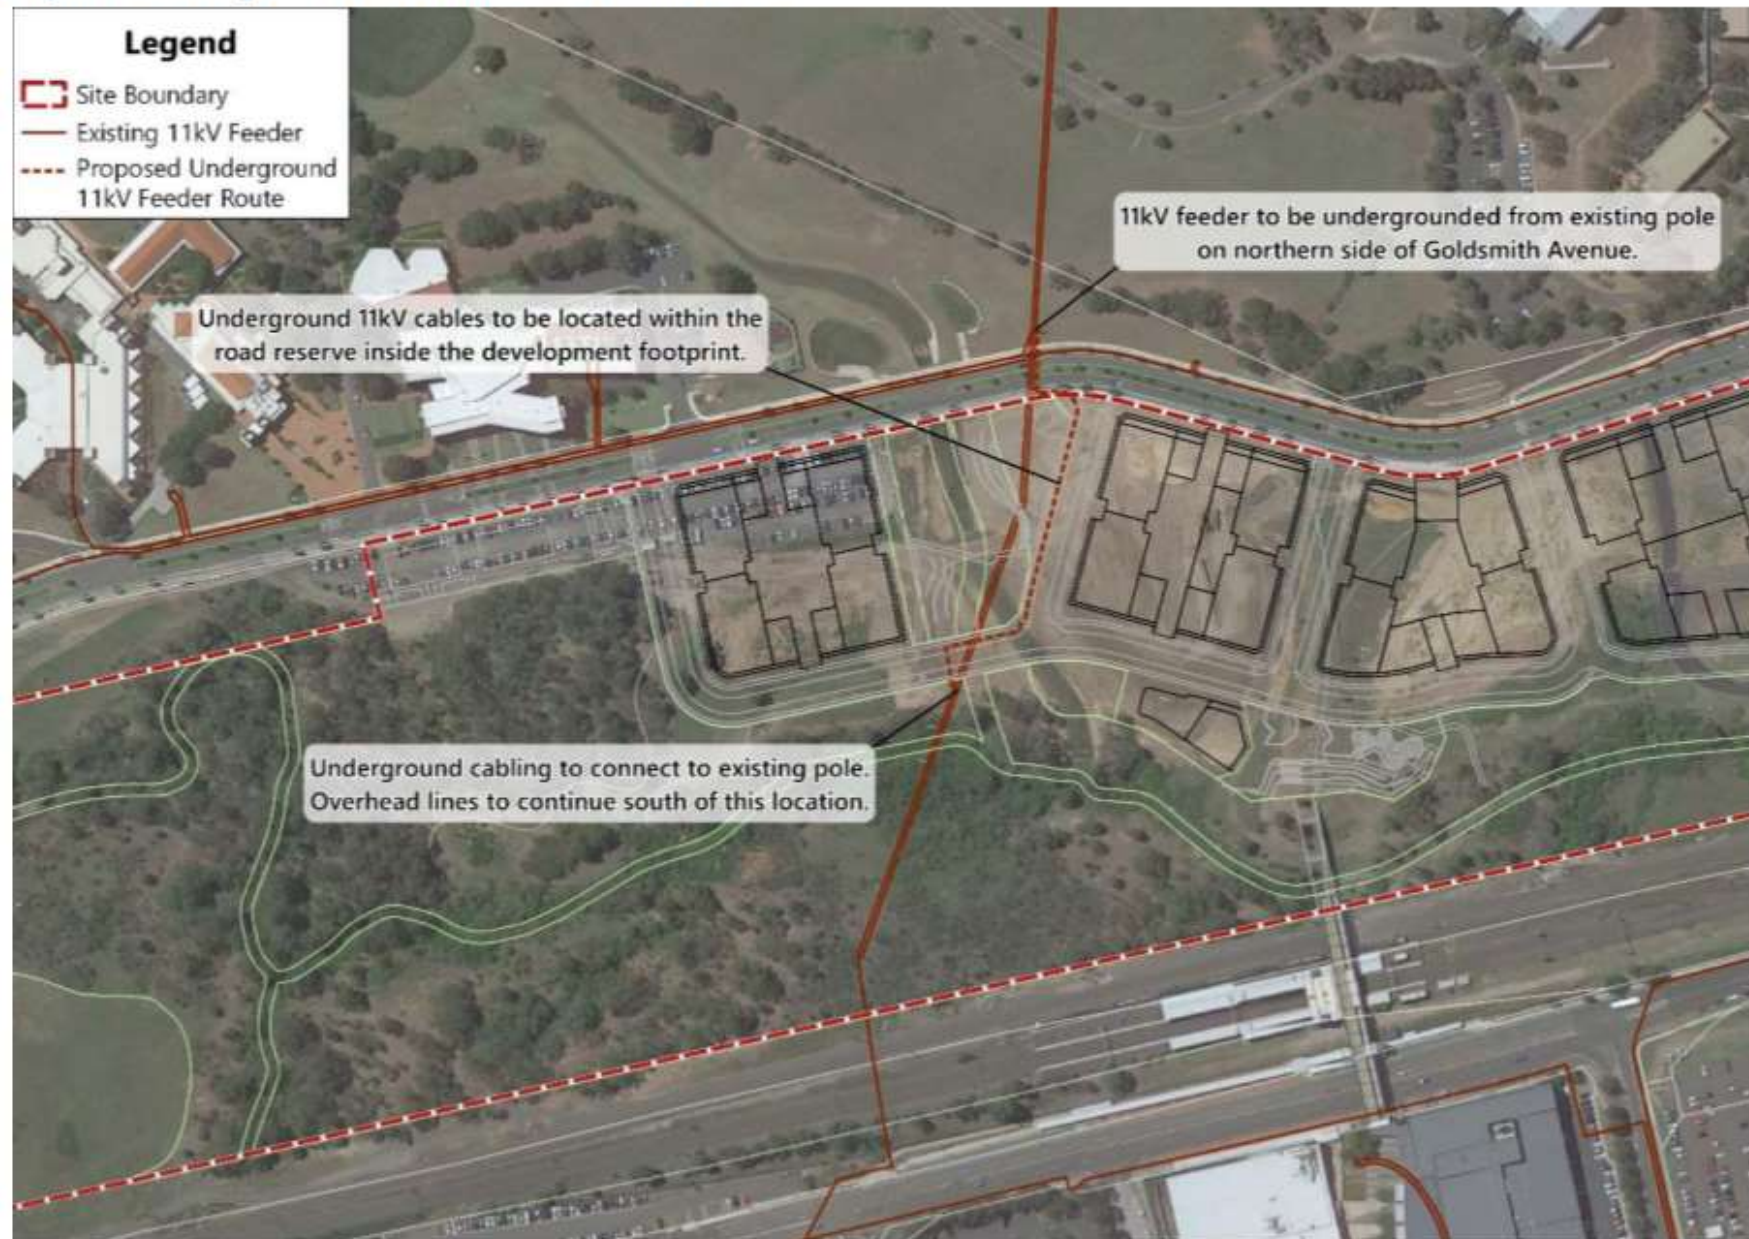 Legend
Site Boundary
Existing 11kV Feeder
Proposed Underground
11kV Feeder Route
11kV feeder to be undergrounded from existing pole
on northern side of Goldsmith Avenue.
Underground 11kV cables to be located within the
road reserve inside the development footprint.
Underground cabling to connect to existing pole.
Overhead lines to continue south of this location.